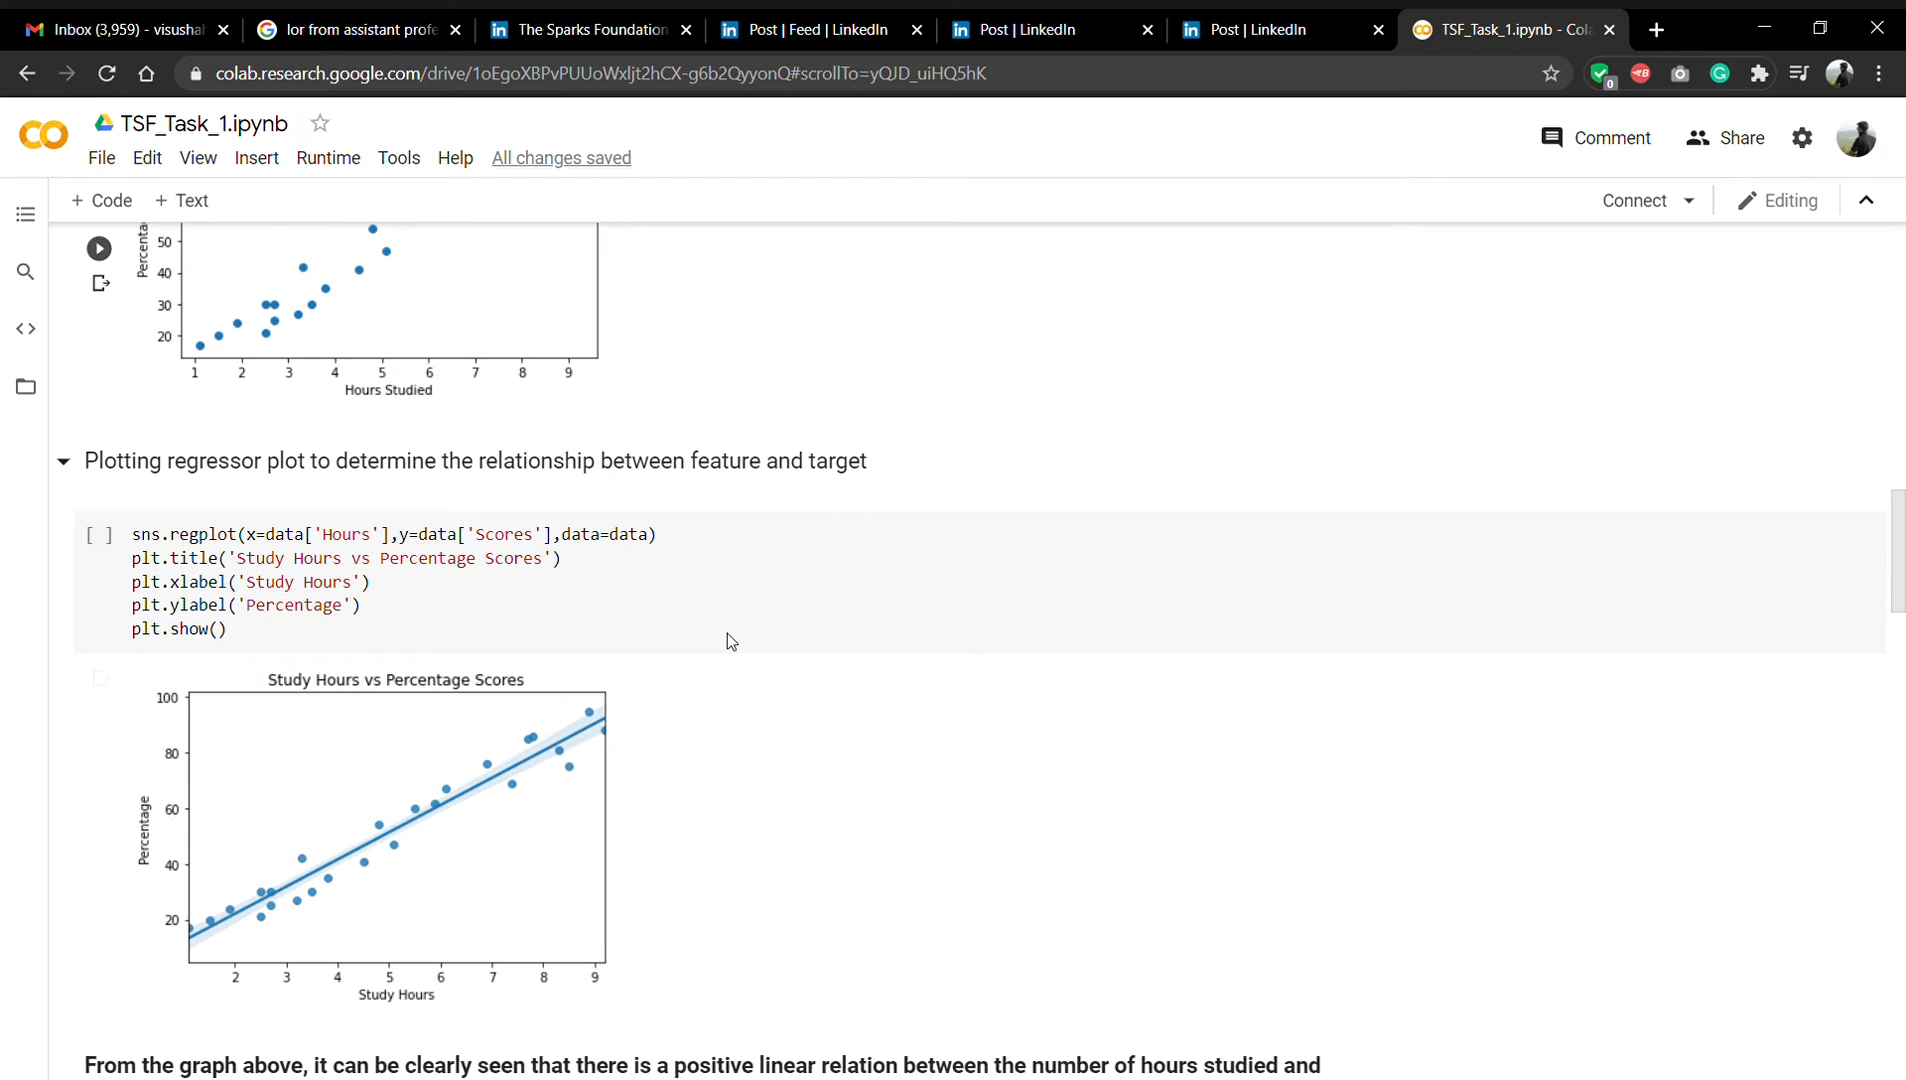 Inbox (3,959) - visushah
lor from assistant profe
The Sparks Foundation
Post | Feed | LinkedIn
Post | LinkedIn
Post | LinkedIn
TSF_Task_1.ipynb - Cola
colab.research.google.com/drive/1oEgoXBPvPUUoWxljt2hCX-g6b2QyyonQ#scrollTo=yQJD_uiHQ5hK
0
TSF_Task_1.ipynb
Comment
Share
File Edit View Insert Runtime Tools Help All changes saved
+ Code + Text
Connect
Editing
Percenta
50
40
30
20
1 2 3 4 5 6 7 8 9
Hours Studied
Plotting regressor plot to determine the relationship between feature and target
[ ] sns.regplot(x=data['Hours'],y=data['Scores'],data=data)
plt.title('Study Hours vs Percentage Scores')
plt.xlabel('Study Hours')
plt.ylabel('Percentage')
plt.show()
Study Hours vs Percentage Scores
100
80
60
40
20
Percentage
2 3 4 5 6 7 8 9
Study Hours
From the graph above, it can be clearly seen that there is a positive linear relation between the number of hours studied and